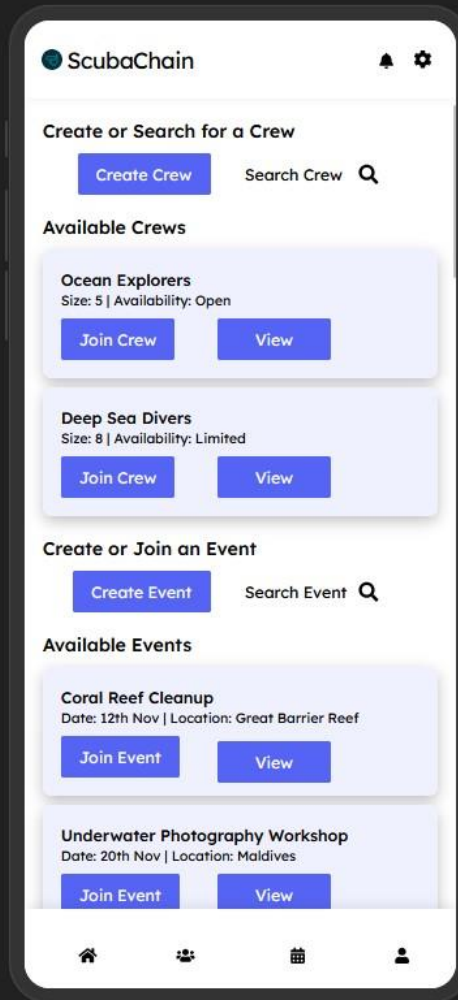 ScubaChain
Create or Search for a Crew
Create Crew
Search Crew
Available Crews
Ocean Explorers
Size: 5 | Availability: Open
Join Crew
View
Deep Sea Divers
Size: 8 | Availability: Limited
Join Crew
View
Create or Join an Event
Create Event
Search Event
Available Events
Coral Reef Cleanup
Date: 12th Nov | Location: Great Barrier Reef
Join Event
View
Underwater Photography Workshop
Date: 20th Nov | Location: Maldives
Join Event
View